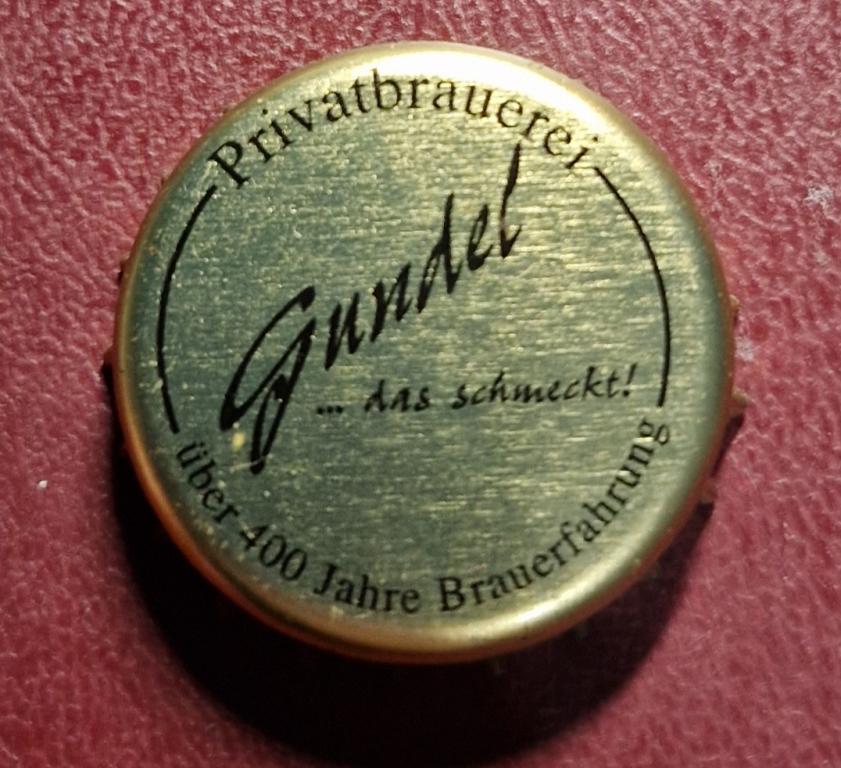 Privatbrauerei
Gundel
... das schmeckt!
über 400 Jahre Brauerfahrung